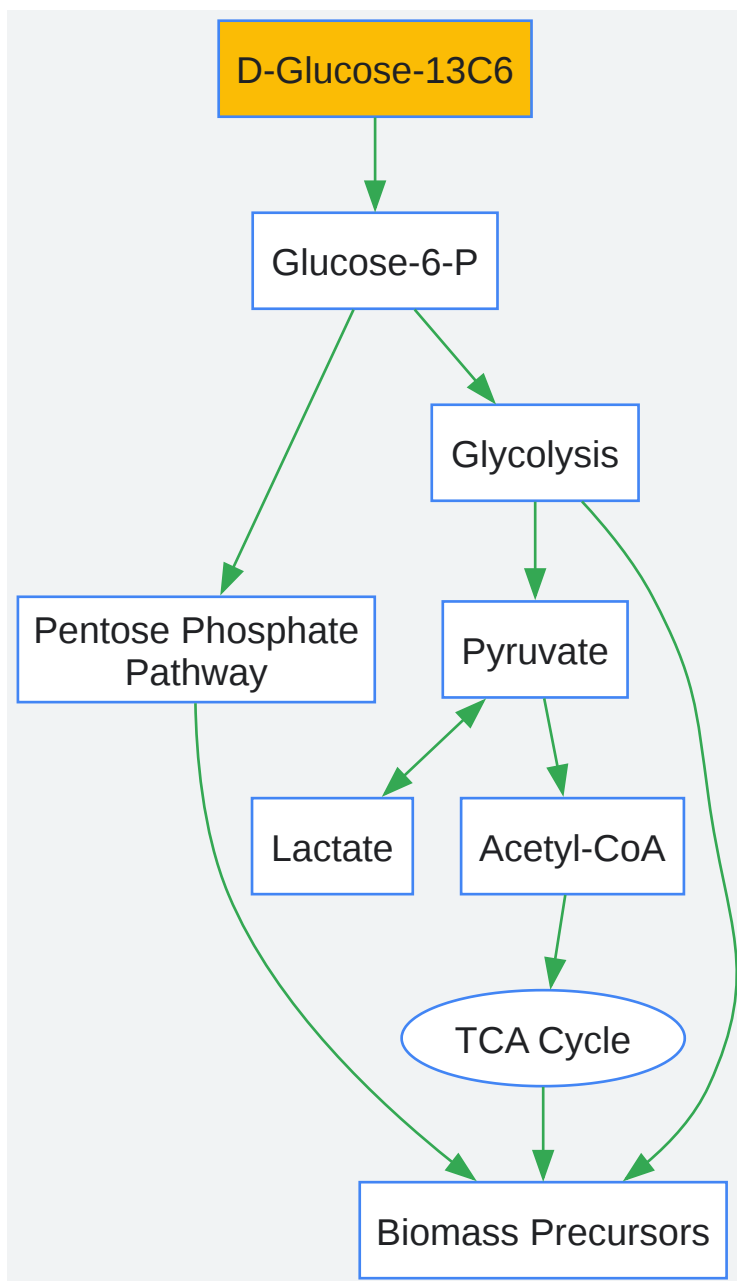 D-Glucose-13C6
Glucose-6-P
Glycolysis
Pentose Phosphate
Pathway
Pyruvate
Lactate
Acetyl-CoA
TCA Cycle
Biomass Precursors